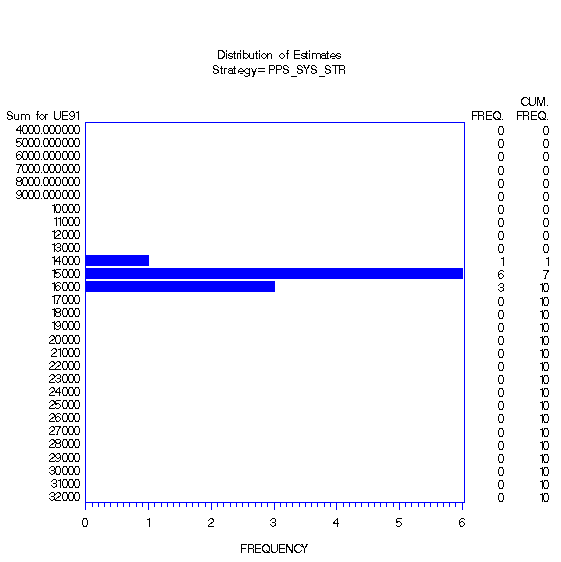 Distribution of Estimates
Strategy=PPS_SYS_STR
CUM.
Sum for UE91 FREQ. FREQ.
4000.000000 0 0
5000.000000 0 0
6000.000000 0 0
7000.000000 0 0
8000.000000 0 0
9000.000000 0 0
10000 0 0
11000 0 0
12000 0 0
13000 0 0
14000 1 1
15000 6 7
16000 3 10
17000 0 10
18000 0 10
19000 0 10
20000 0 10
21000 0 10
22000 0 10
23000 0 10
24000 0 10
25000 0 10
26000 0 10
27000 0 10
28000 0 10
29000 0 10
30000 0 10
31000 0 10
32000 0 10
0 1 2 3 4 5 6
FREQUENCY